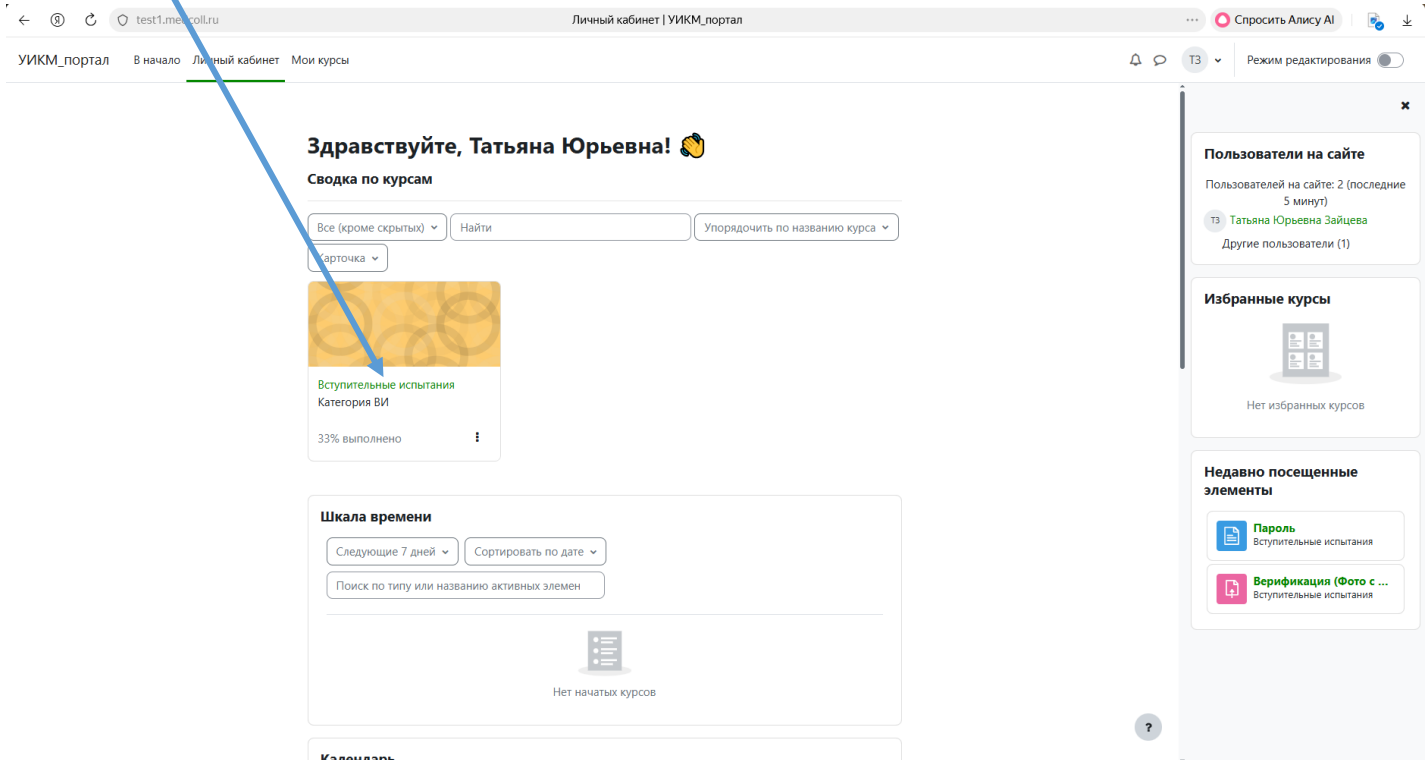 test1.medcoll.ru
Личный кабинет | УИКМ_портал
Спросить Алису AI
УИКМ_портал
В начало
Личный кабинет
Мои курсы
ТЗ
Режим редактирования
Здравствуйте, Татьяна Юрьевна! 👋
Сводка по курсам
Все (кроме скрытых)
Найти
Упорядочить по названию курса
Карточка
Вступительные испытания
Категория ВИ
33% выполнено
Шкала времени
Следующие 7 дней
Сортировать по дате
Поиск по типу или названию активных элемен
Нет начатых курсов
Календарь
Пользователи на сайте
Пользователей на сайте: 2 (последние
5 минут)
ТЗ Татьяна Юрьевна Зайцева
Другие пользователи (1)
Избранные курсы
Нет избранных курсов
Недавно посещенные
элементы
Пароль
Вступительные испытания
Верификация (Фото с ...
Вступительные испытания
?